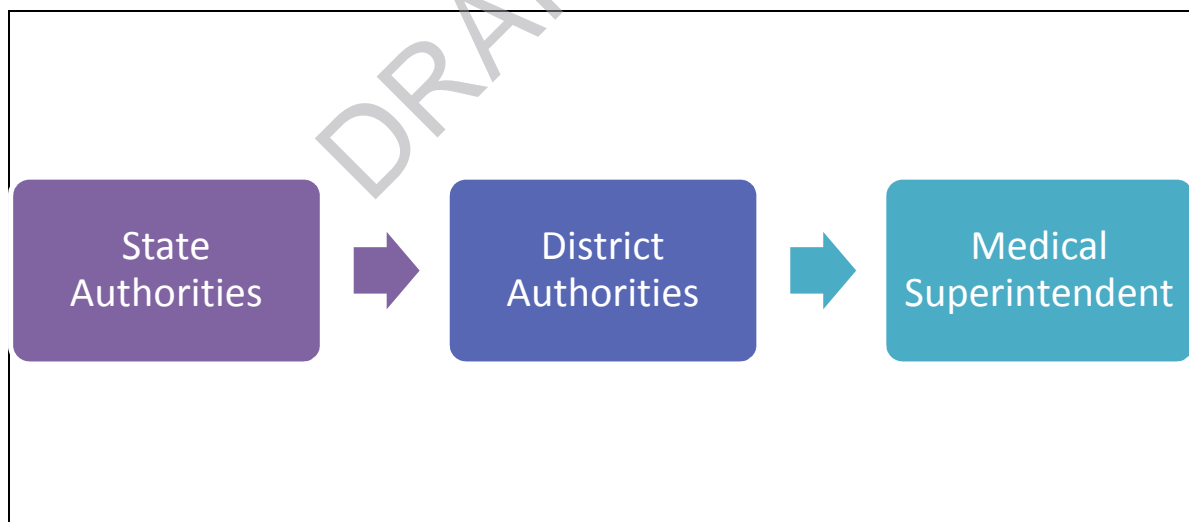 State
Authorities
District
Authorities
Medical
Superintendent